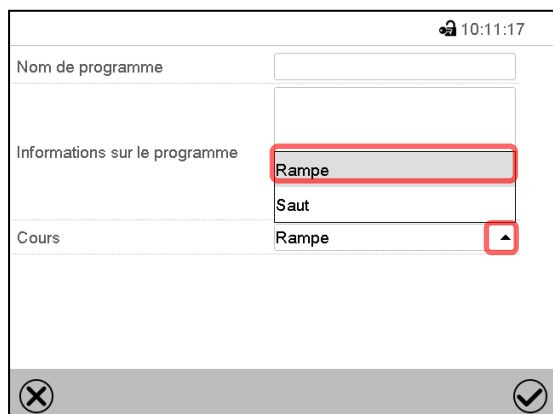 10:11:17
Nom de programme
Informations sur le programme
Rampe
Saut
Cours
Rampe